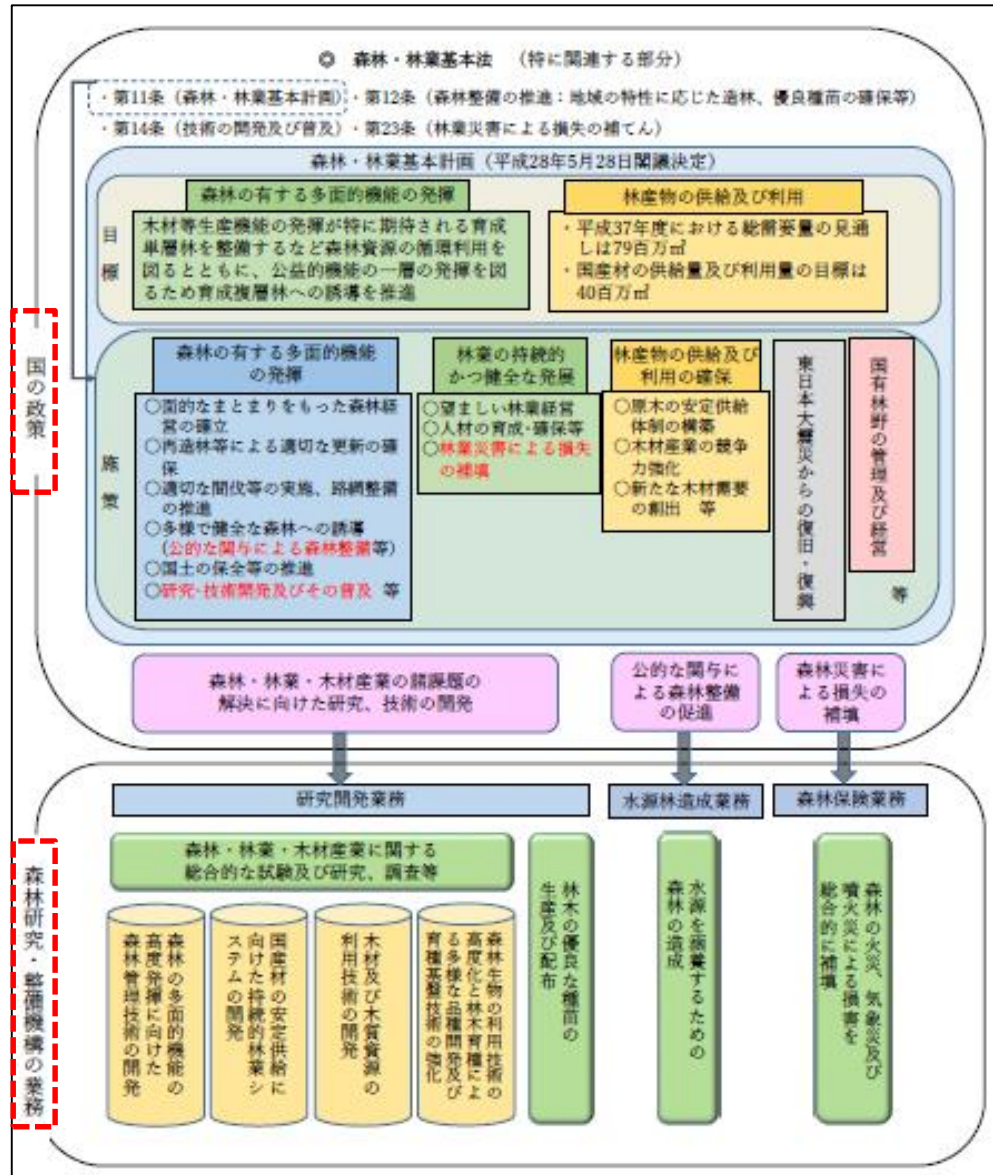 ◎ 森林・林業基本法 (特に関連する部分)
・第11条(森林・林業基本計画)・第12条(森林整備の推進:地域の特性に応じた造林、優良種苗の確保等)
・第14条(技術の開発及び普及)・第23条(林業災害による損失の補てん)
森林・林業基本計画(平成28年5月28日閣議決定)
目標
森林の有する多面的機能の発揮
木材等生産機能の発揮が特に期待される育成
単層林を整備するなど森林資源の循環利用を
図るとともに、公益的機能の一層の発揮を図
るため育成複層林への誘導を推進
林産物の供給及び利用
・平成37年度における総需要量の見通
しは79百万㎥
・国産材の供給量及び利用量の目標は
40百万㎥
国の政策
施策
森林の有する多面的機能
の発揮
○面的なまとまりをもった森林経
営の確立
○再造林等による適切な更新の確
保
○適切な間伐等の実施、路網整備
の推進
○多様で健全な森林への誘導
(公的な関与による森林整備等)
○国土の保全等の推進
○研究・技術開発及びその普及 等
林業の持続的
かつ健全な発展
○望ましい林業経営
○人材の育成・確保等
○林業災害による損失
の補填
林産物の供給及び
利用の確保
○原木の安定供給
体制の構築
○木材産業の競争
力強化
○新たな木材需要
の創出 等
東日本大震災からの復旧・復興
国有林野の管理及び経営
等
森林・林業・木材産業の諸課題の
解決に向けた研究、技術の開発
公的な関与に
よる森林整備
の促進
森林災害に
よる損失の
補填
森林研究・整備機構の業務
研究開発業務
水源林造成業務
森林保険業務
森林・林業・木材産業に関する
総合的な試験及び研究、調査等
森林の多面的機能の
高度発揮に向けた
森林管理技術の開発
国産材の安定供給に
向けた持続的林業シ
ステムの開発
木材及び木質資源の
利用技術の開発
森林生物の利用技術の
高度化と林木育種によ
る多様な品種開発及び
育種基盤技術の強化
林木の優良な種苗の
生産及び配布
水源を涵養するための
森林の造成
森林の火災、気象災及び
噴火災による損害を
総合的に補填